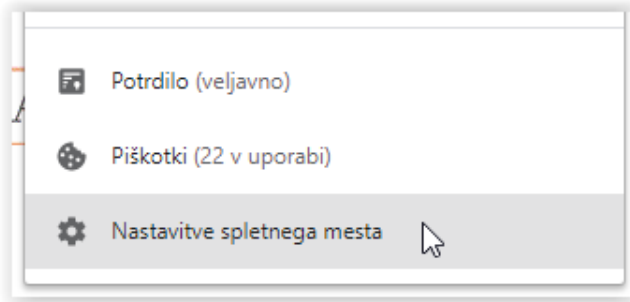 Potrdilo (veljavno)
Piškotki (22 v uporabi)
Nastavitve spletnega mesta